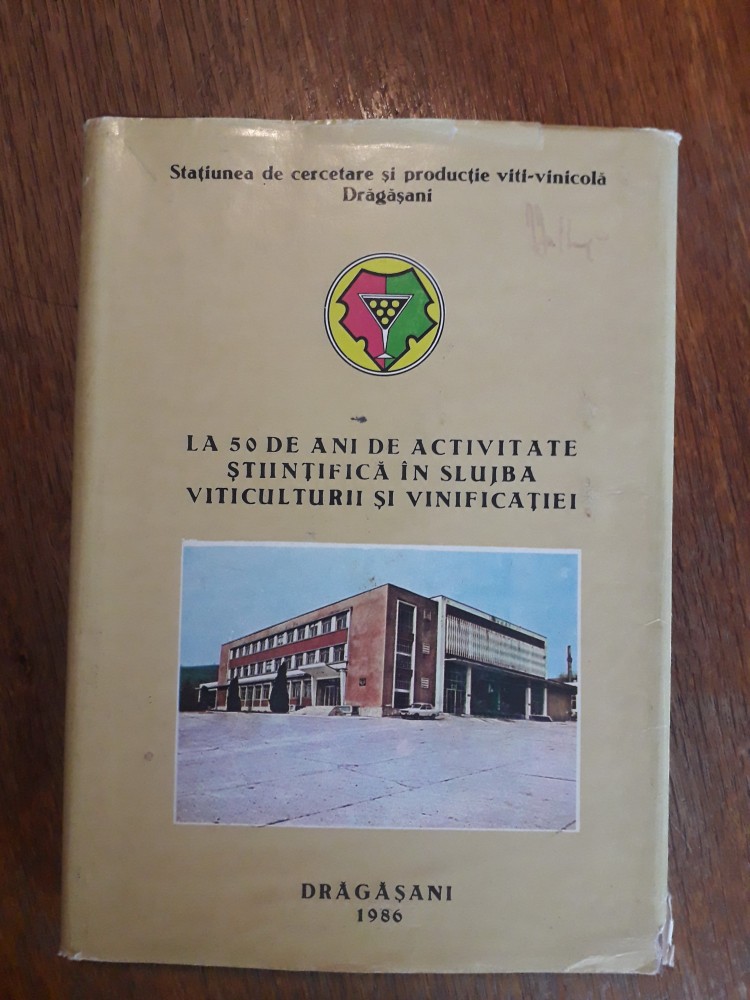 Stațiunea de cercetare și producție viti-vinicolă
Drăgășani
LA 50 DE ANI DE ACTIVITATE
ȘTIINȚIFICĂ ÎN SLUJBA
VITICULTURII ȘI VINIFICAȚIEI
DRĂGĂȘANI
1986